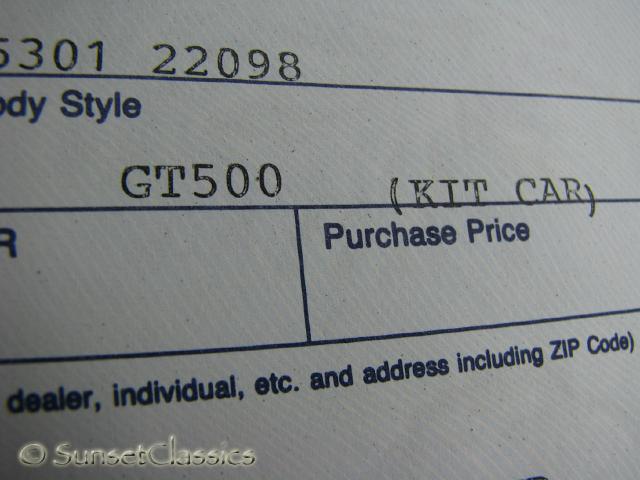 5301 22098
ody Style
GT500 (KIT CAR)
R
Purchase Price
dealer, individual, etc. and address including ZIP Code)
© SunsetClassics